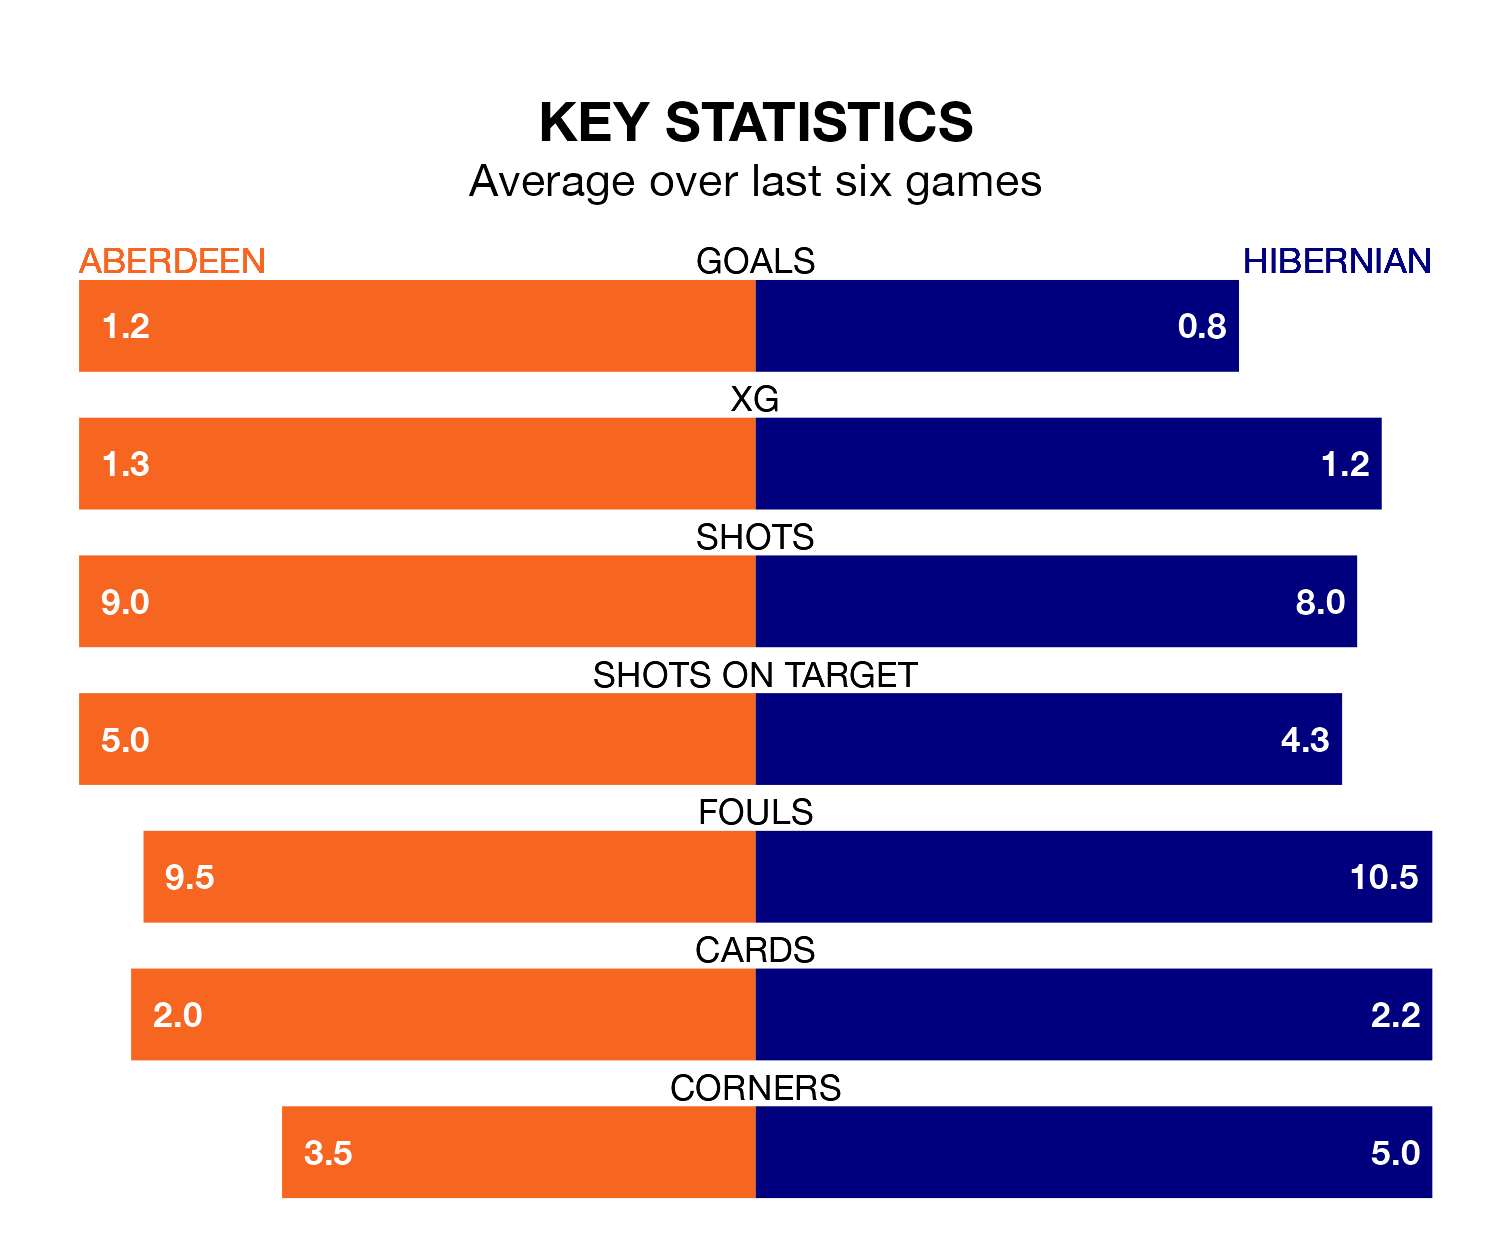 KEY STATISTICS
Average over last six games
ABERDEEN GOALS HIBERNIAN
1.2 0.8
XG
1.3 1.2
SHOTS
9.0 8.0
SHOTS ON TARGET
5.0 4.3
FOULS
9.5 10.5
CARDS
2.0 2.2
CORNERS
3.5 5.0